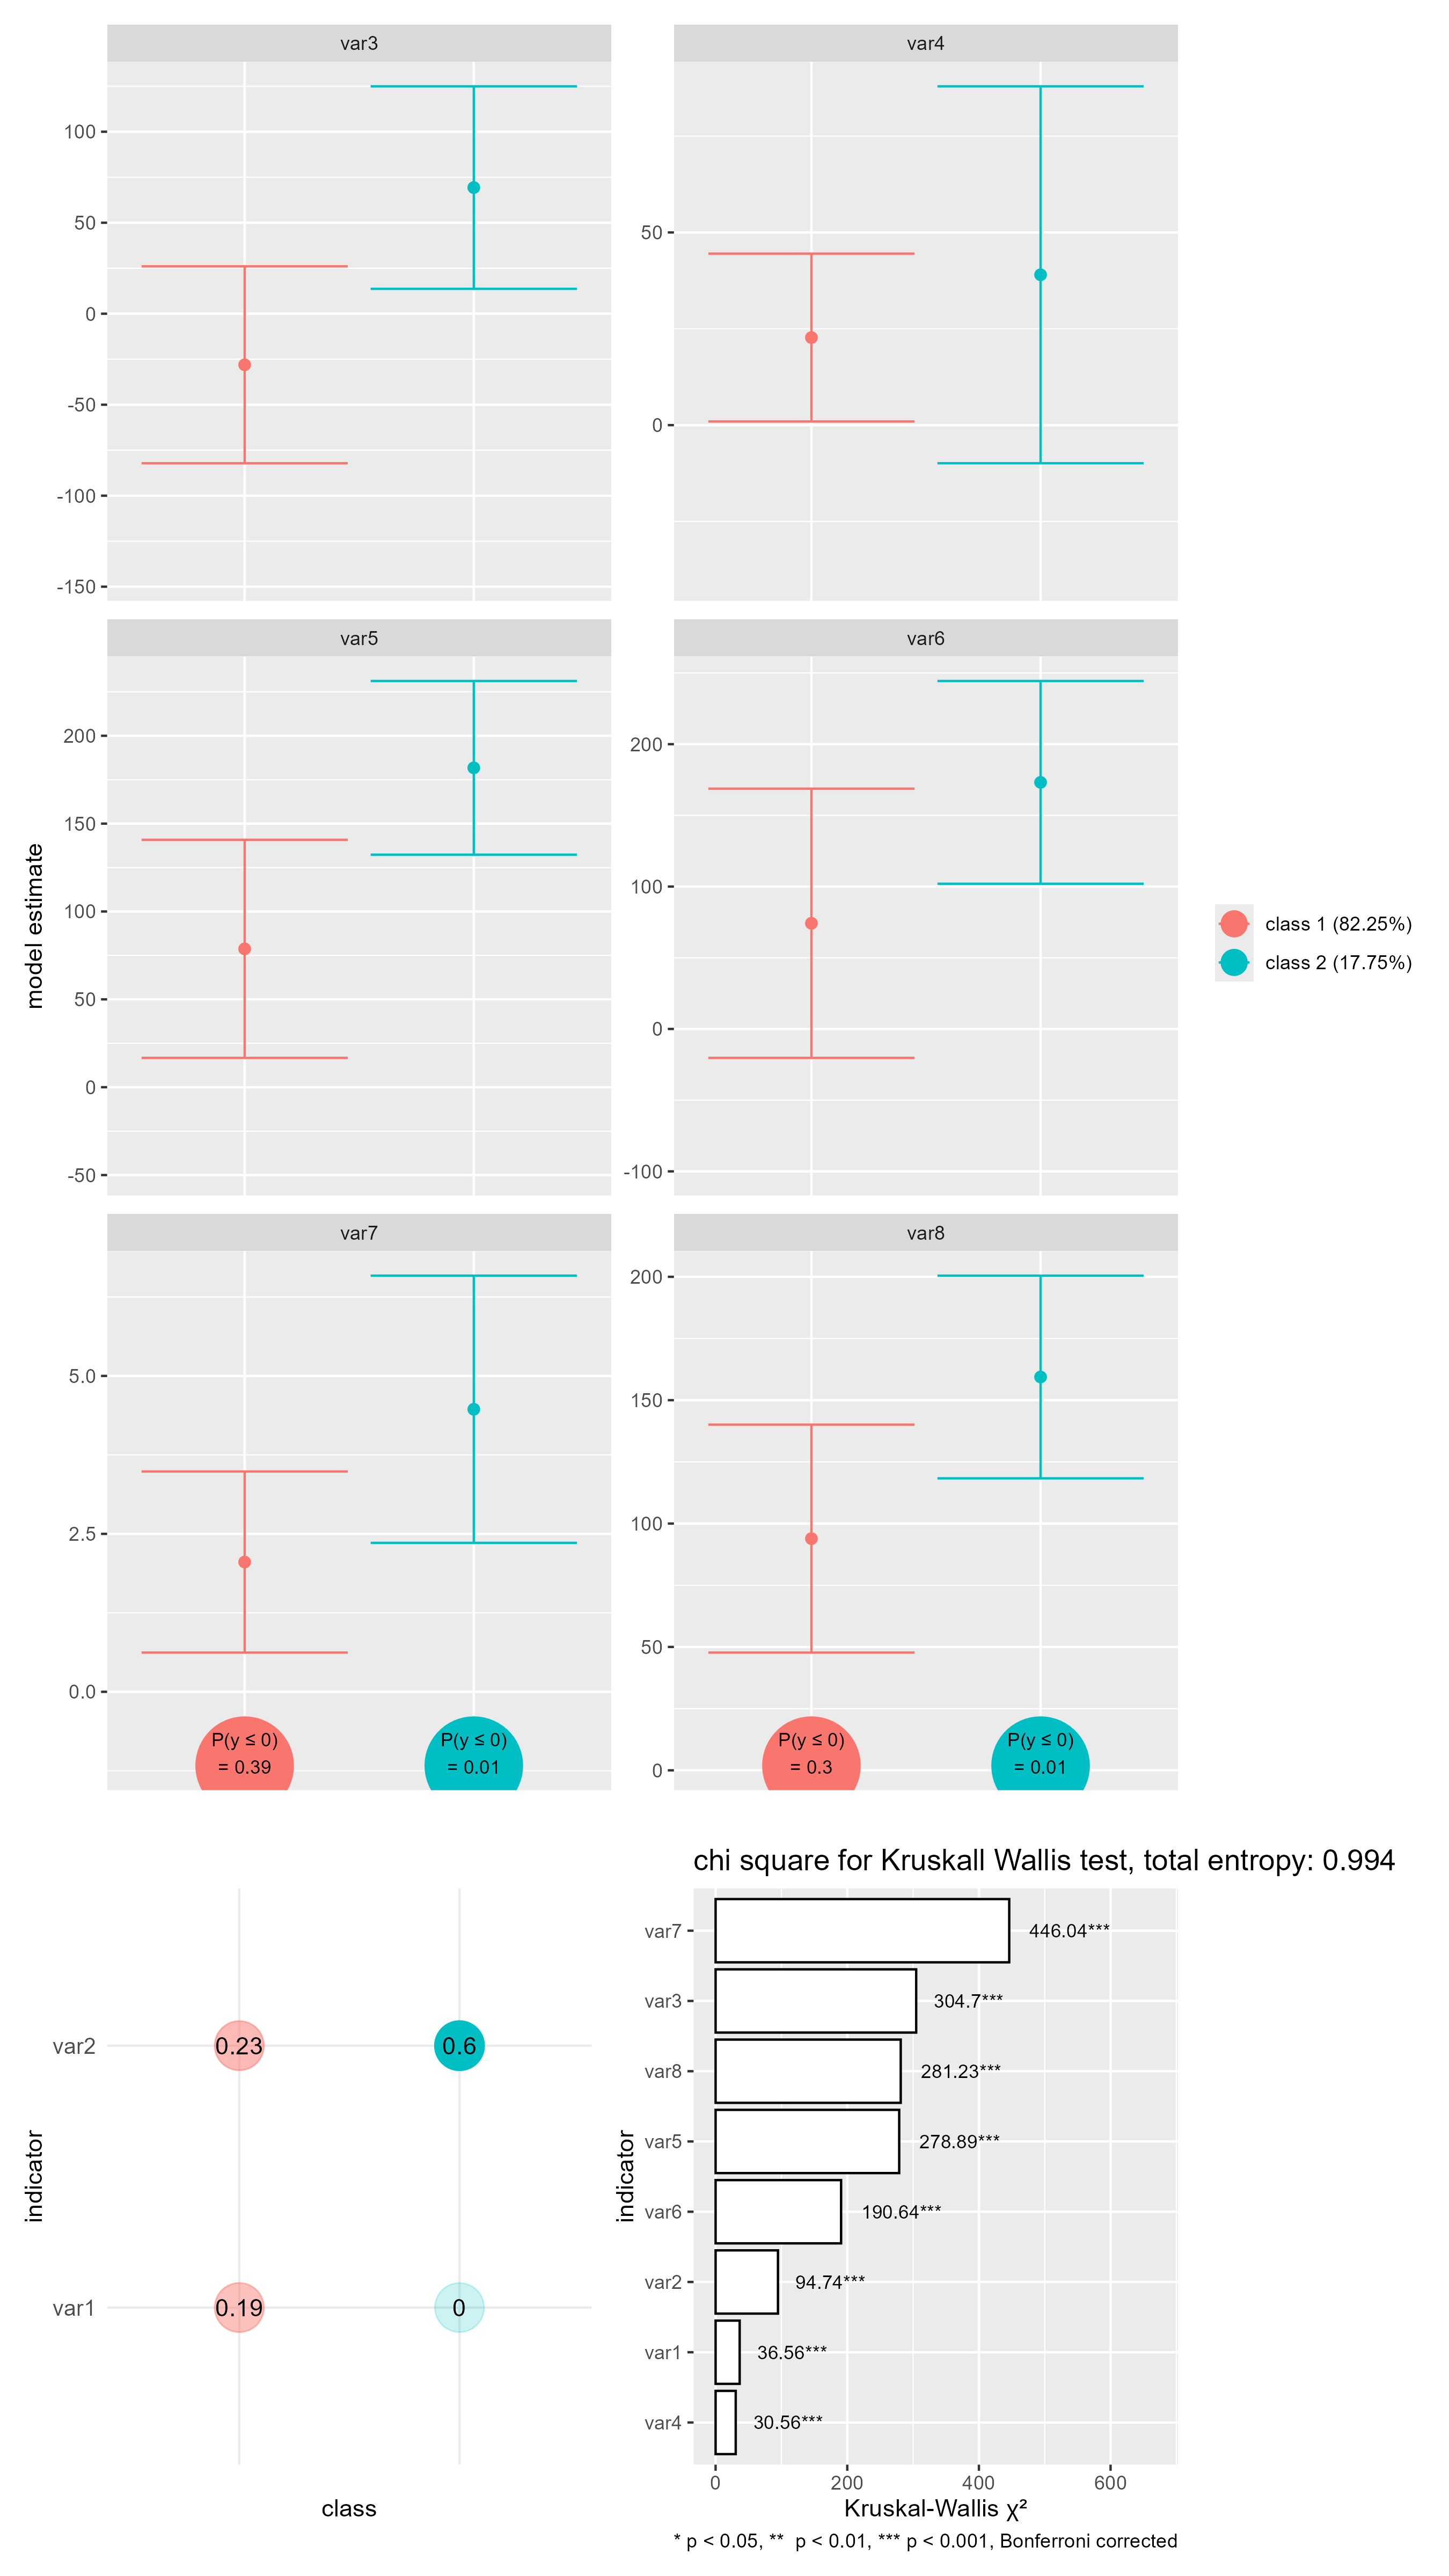 var3
var4
100
50
0
-50
-100
-150
50
0
var5
var6
200
150
100
50
0
-50
200
100
0
-100
model estimate
class 1 (82.25%)
class 2 (17.75%)
var7
var8
5.0
2.5
0.0
200
150
100
50
0
P(y ≤ 0)
= 0.39
P(y ≤ 0)
= 0.01
P(y ≤ 0)
= 0.3
P(y ≤ 0)
= 0.01
indicator
var2
var1
0.23
0.6
0.19
0
class
chi square for Kruskall Wallis test, total entropy: 0.994
indicator
var7
446.04***
var3
304.7***
var8
281.23***
var5
278.89***
var6
190.64***
var2
94.74***
var1
36.56***
var4
30.56***
0
200
400
600
Kruskal-Wallis χ²
* p < 0.05, **  p < 0.01, *** p < 0.001, Bonferroni corrected